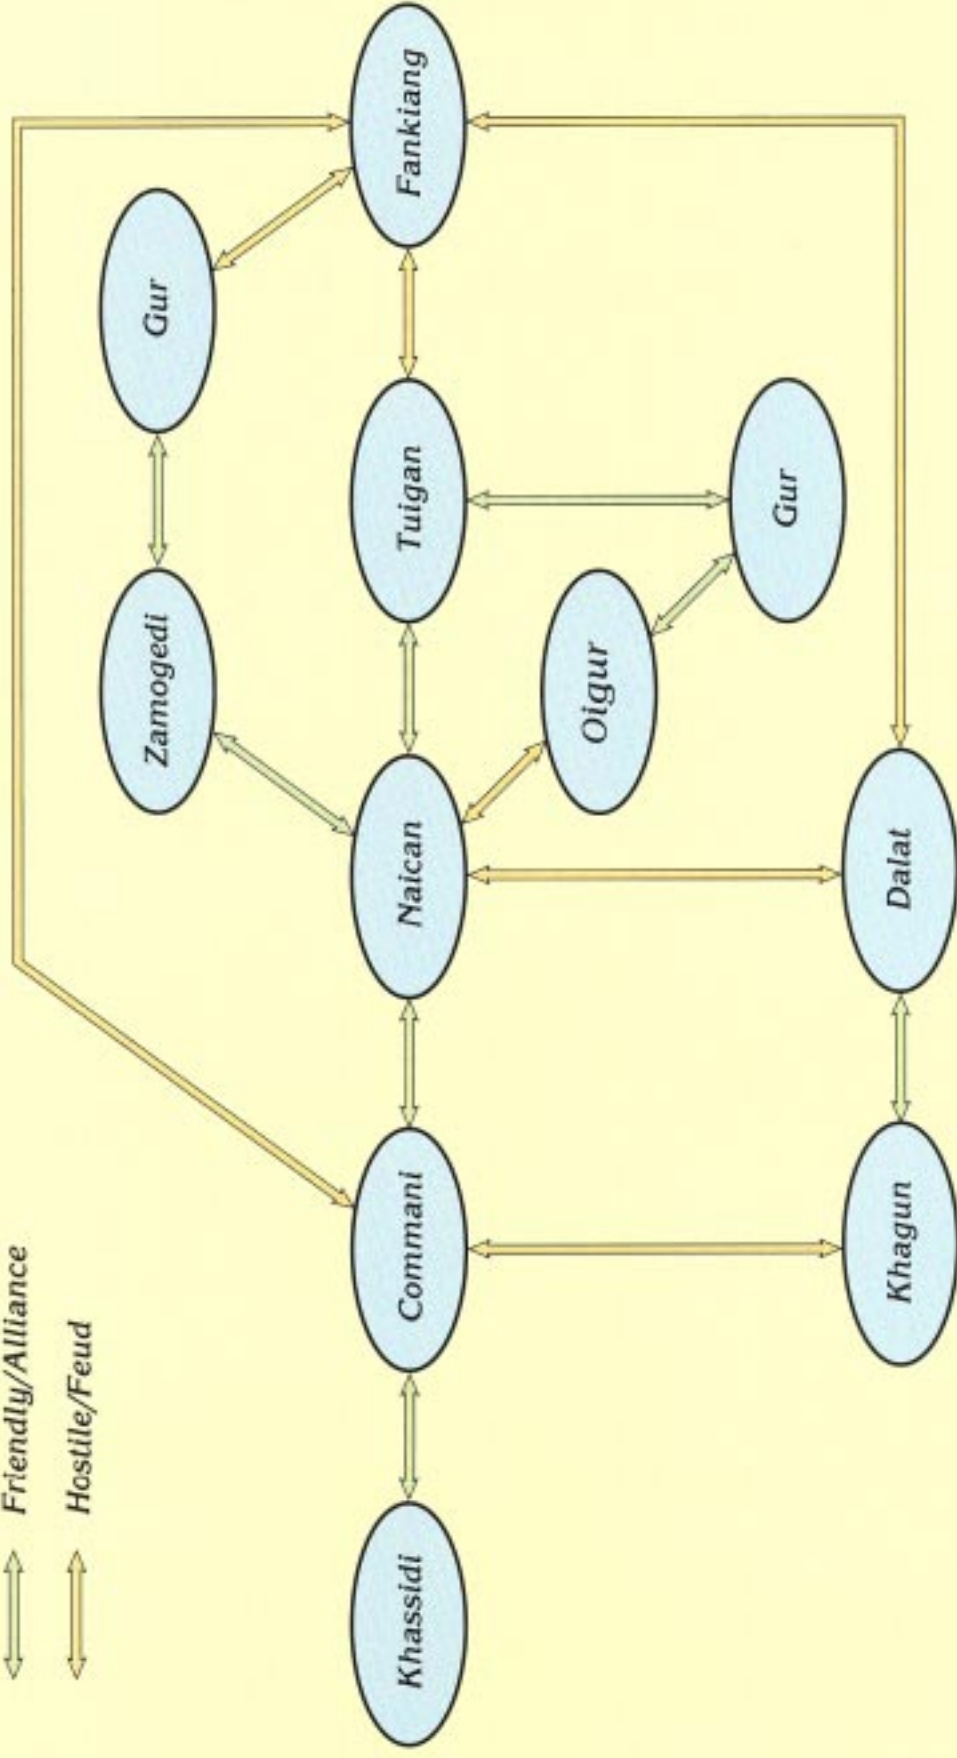 Friendly/Alliance
Hostile/Feud
Gur
Zamogedi
Fankiang
Tuigan
Naican
Commani
Khassidi
Oigur
Gur
Dalat
Khagun